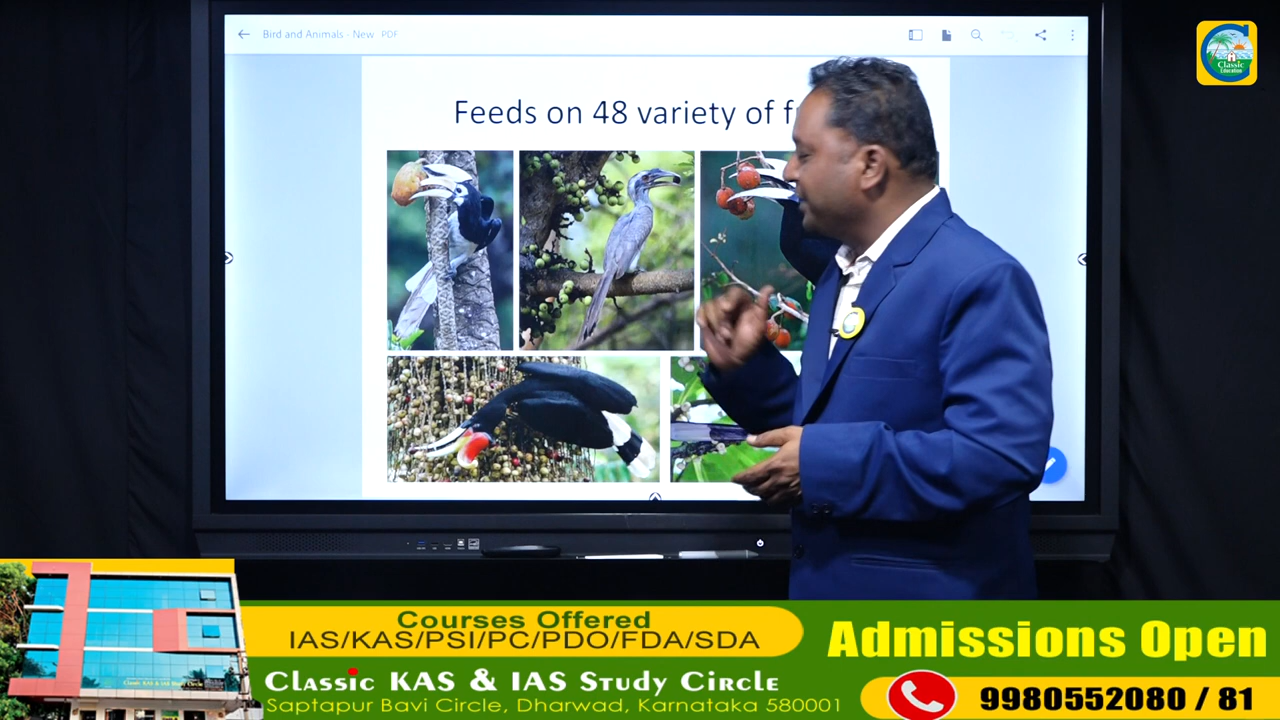 Bird and Animals - New PDF
Classic
Education
Feeds on 48 variety of
Courses Offered
IAS/KAS/PSI/PC/PDO/FDA/SDA
Classic KAS & IAS Study Circle
Saptapur Bavi Circle, Dharwad, Karnataka 580001
Admissions Open
9980552080 / 81